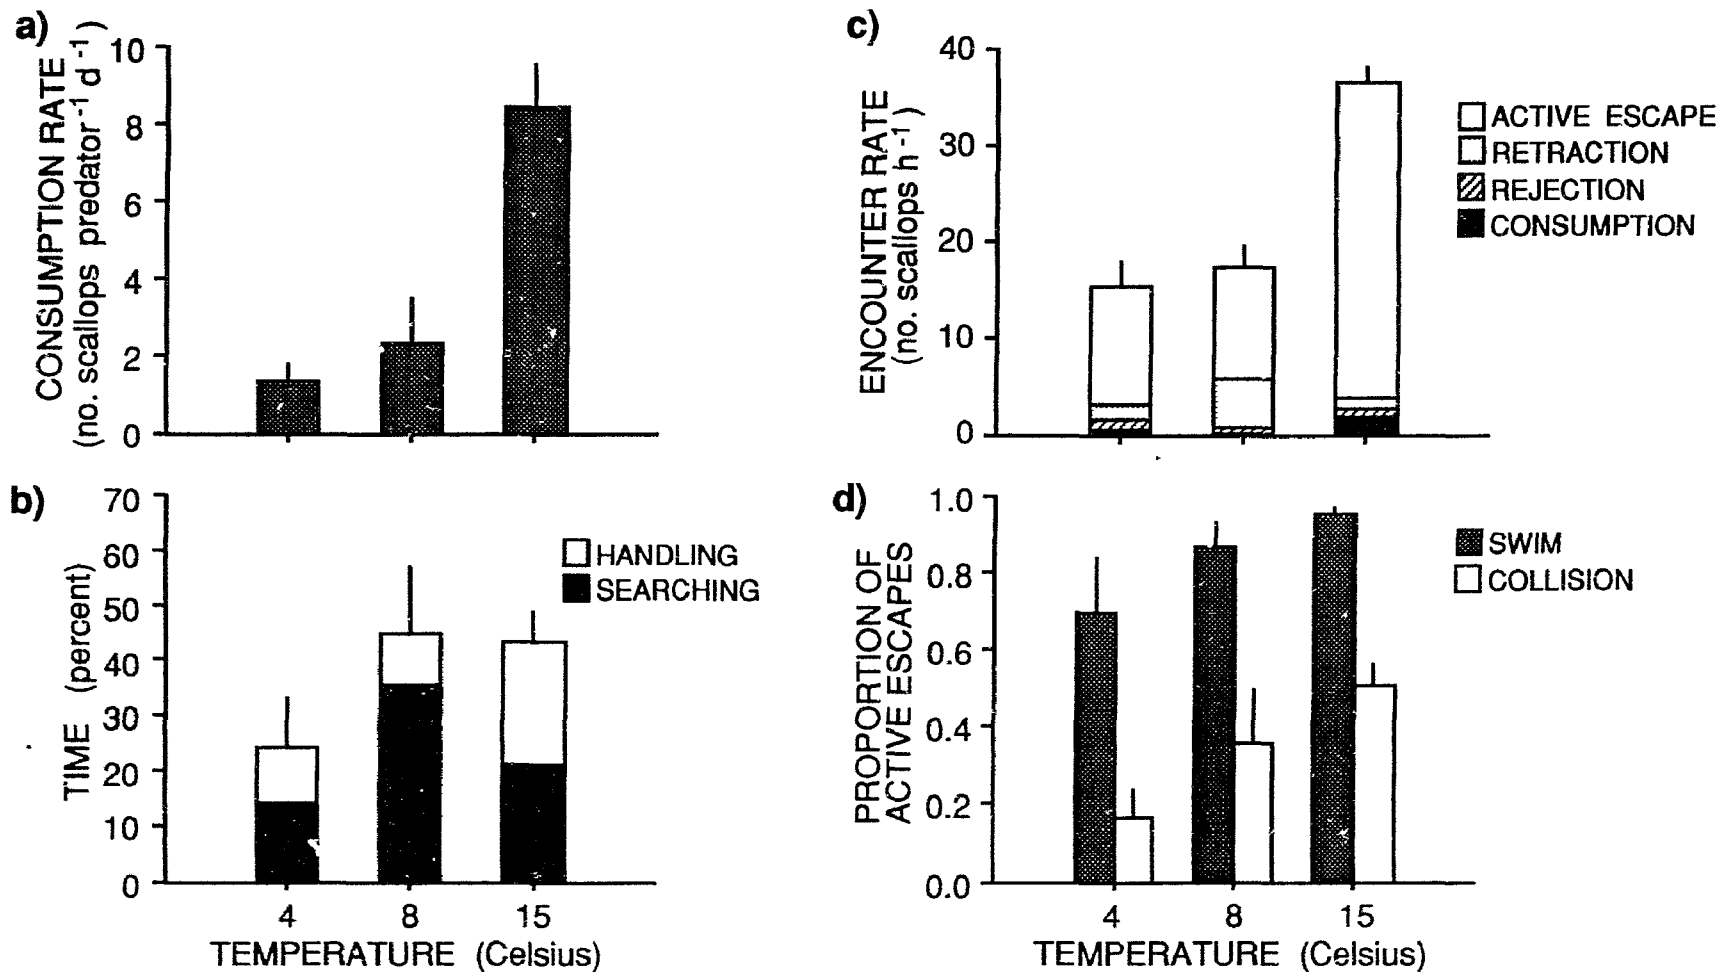 a)
CONSUMPTION RATE
(no. scallops predator⁻¹ d⁻¹)
10
8
6
4
2
0
b)
TIME (percent)
70
60
50
40
30
20
10
0
HANDLING
SEARCHING
4 8 15
TEMPERATURE (Celsius)
c)
ENCOUNTER RATE
(no. scallops h⁻¹)
40
30
20
10
0
ACTIVE ESCAPE
RETRACTION
REJECTION
CONSUMPTION
d)
PROPORTION OF
ACTIVE ESCAPES
1.0
0.8
0.6
0.4
0.2
0.0
SWIM
COLLISION
4 8 15
TEMPERATURE (Celsius)